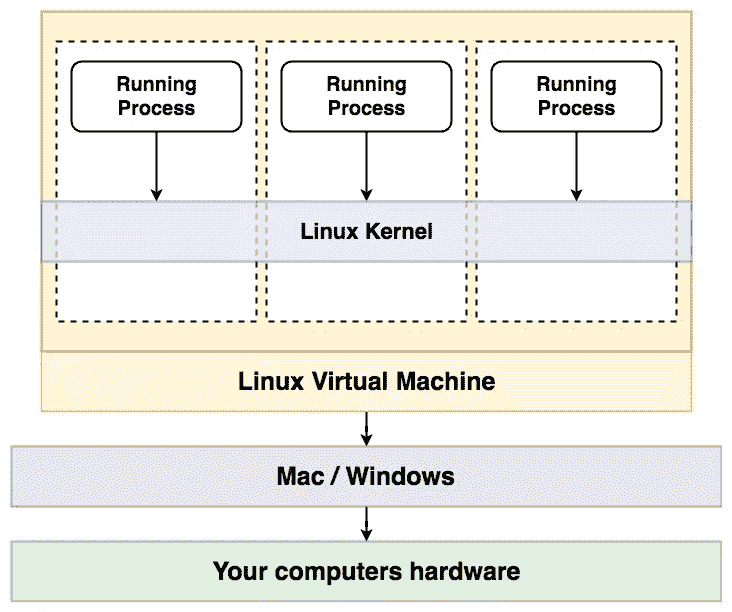 Running
Process
Running
Process
Running
Process
Linux Kernel
Linux Virtual Machine
Mac / Windows
Your computers hardware